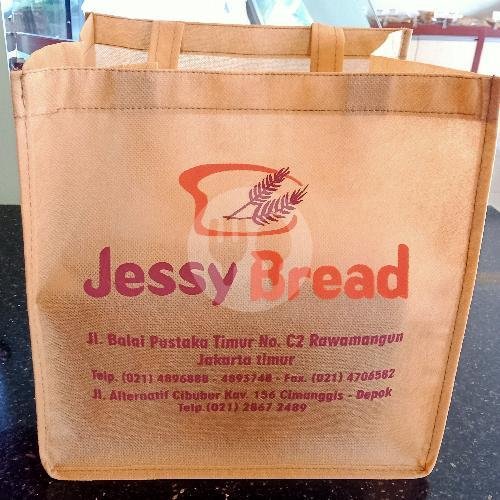 Jessy Bread
Jl. Balai Pustaka Timur No. C2 Rawamangun
Jakarta timur
Telp. (021) 4896888 - 4893748 - Fax. (021) 4706582
Jl. Alternatif Cibubur Kav. 156 Cimanggis - Depok
Telp.(021) 2867 2489